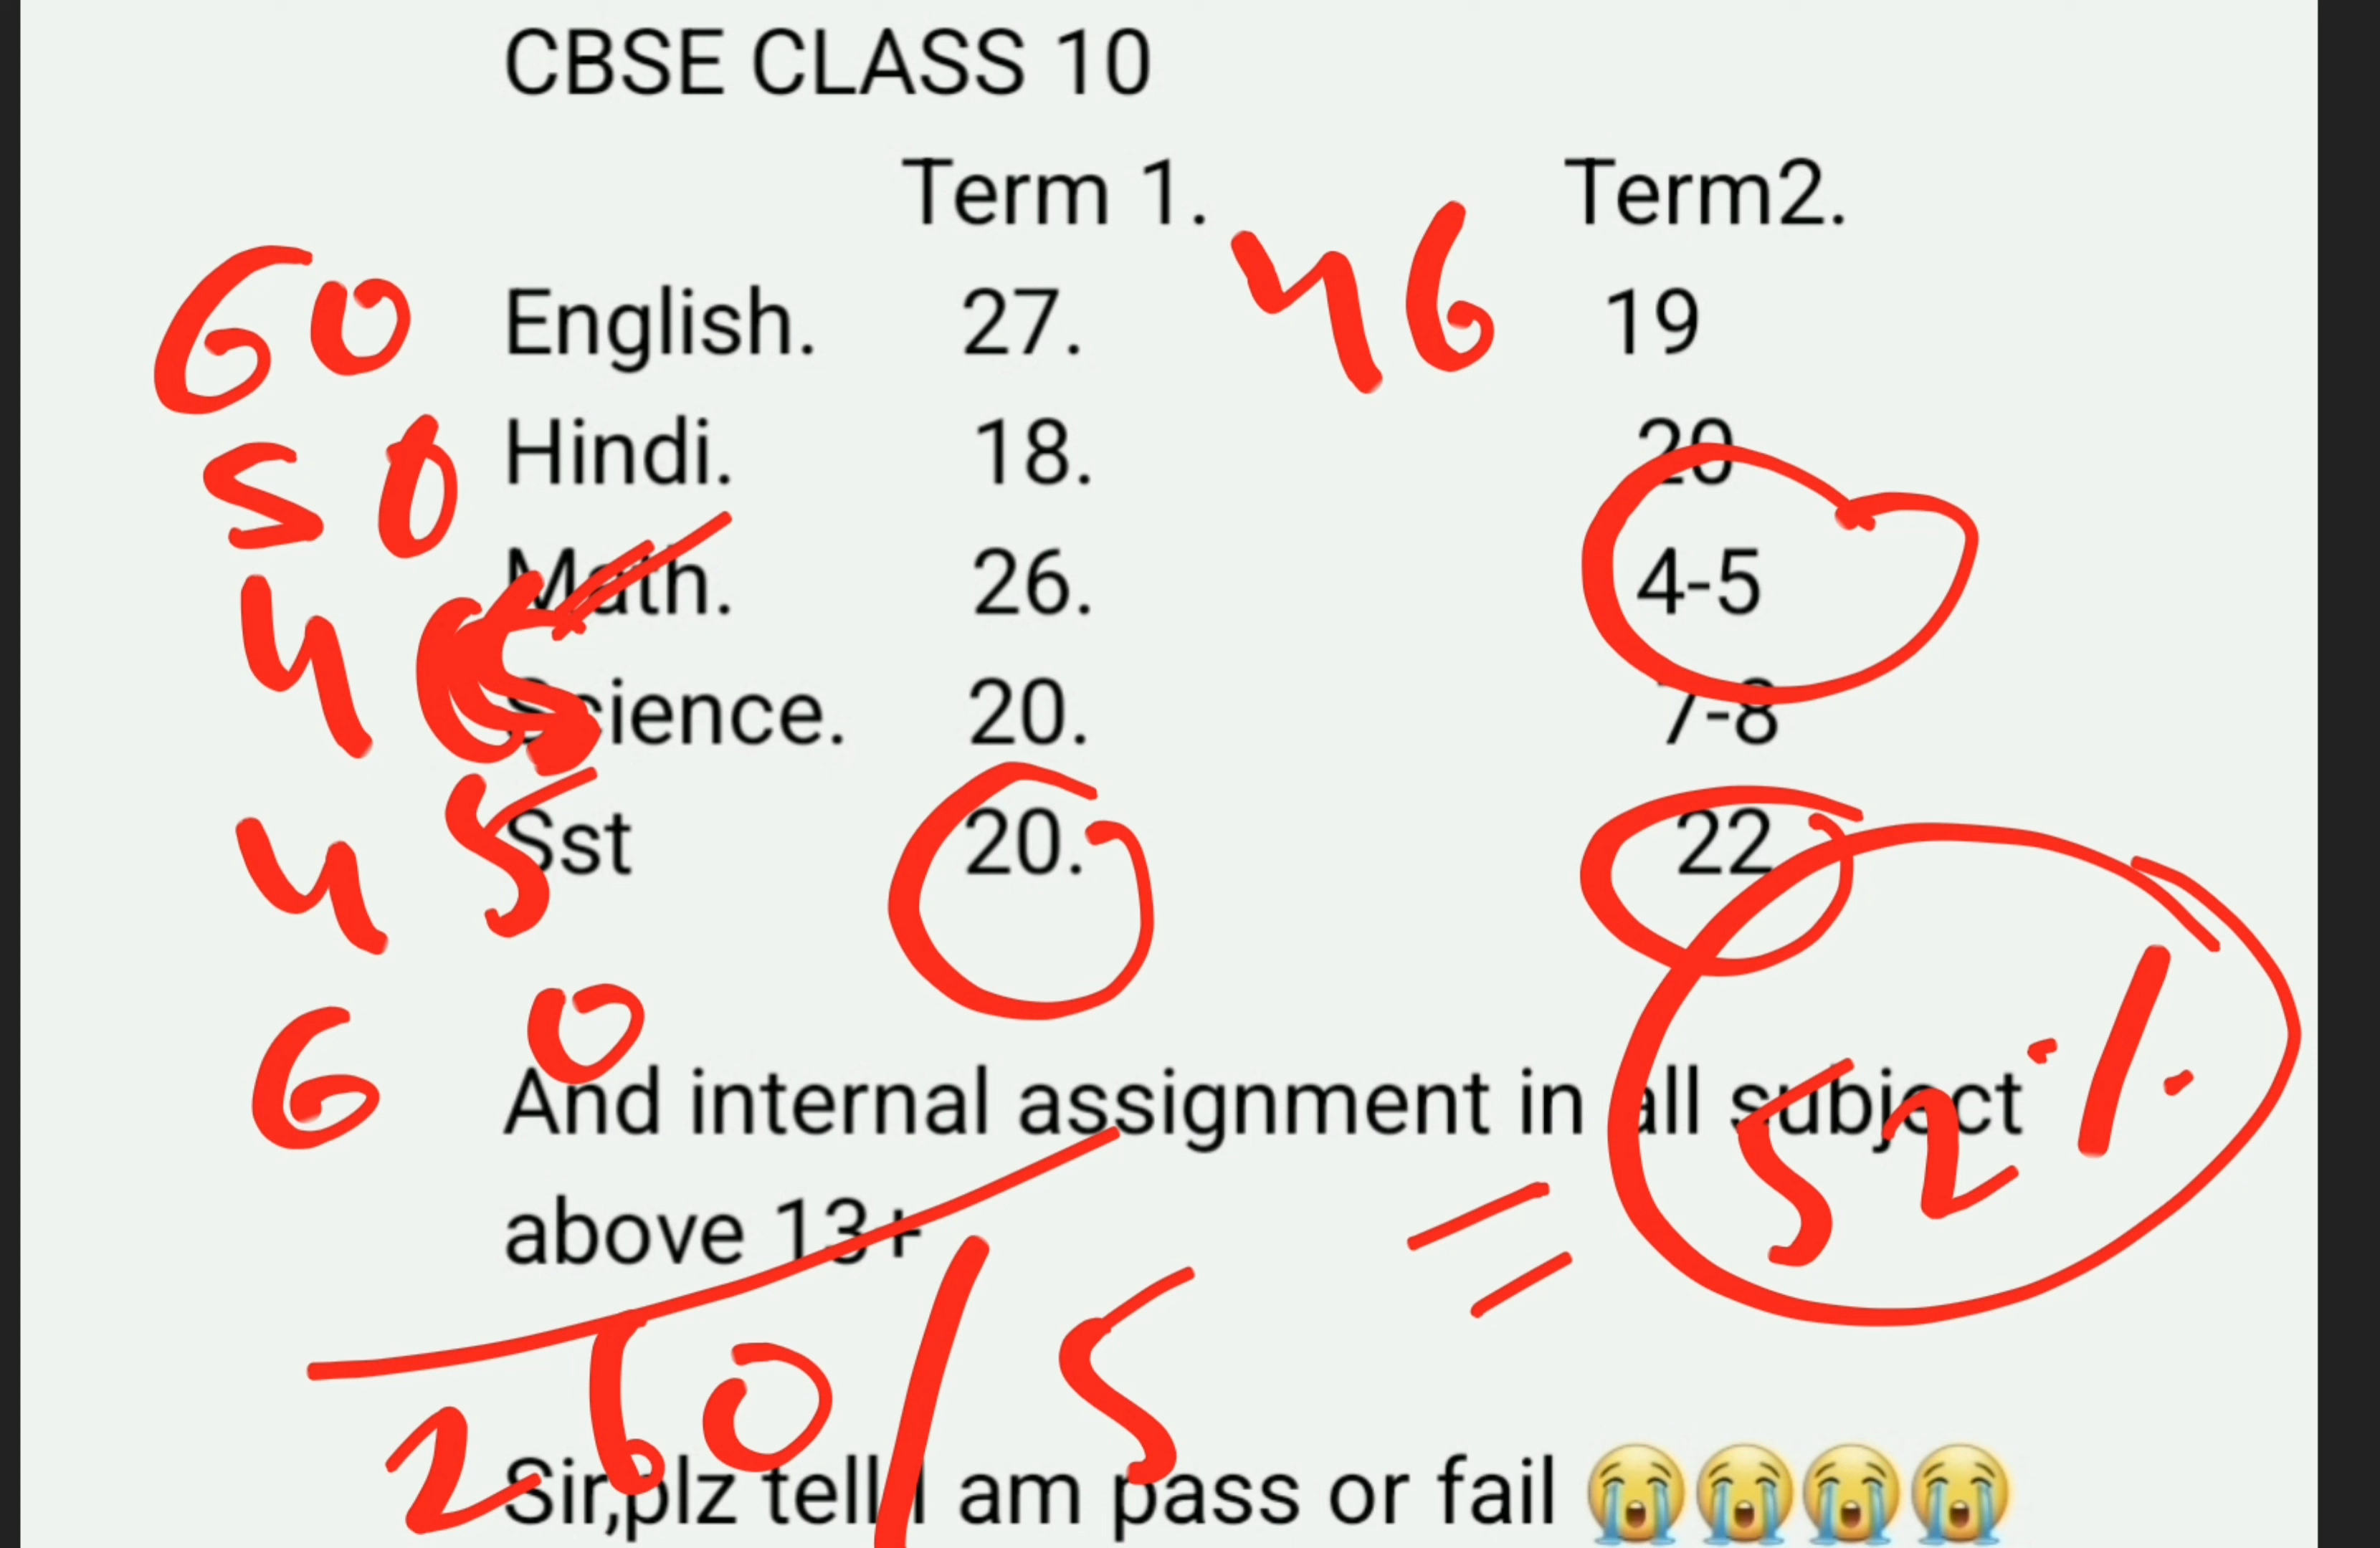 CBSE CLASS 10
Term 1. Term2.
60 English. 27. 46 19
50 Hindi. 18. 20
Math. 26. 4-5
45 Science. 20. 7-8
45 Sst 20. 22
60
And internal assignment in all subject
above 13+ = 52%
260/5
Sir,plz tell I am pass or fail 😭😭😭😭